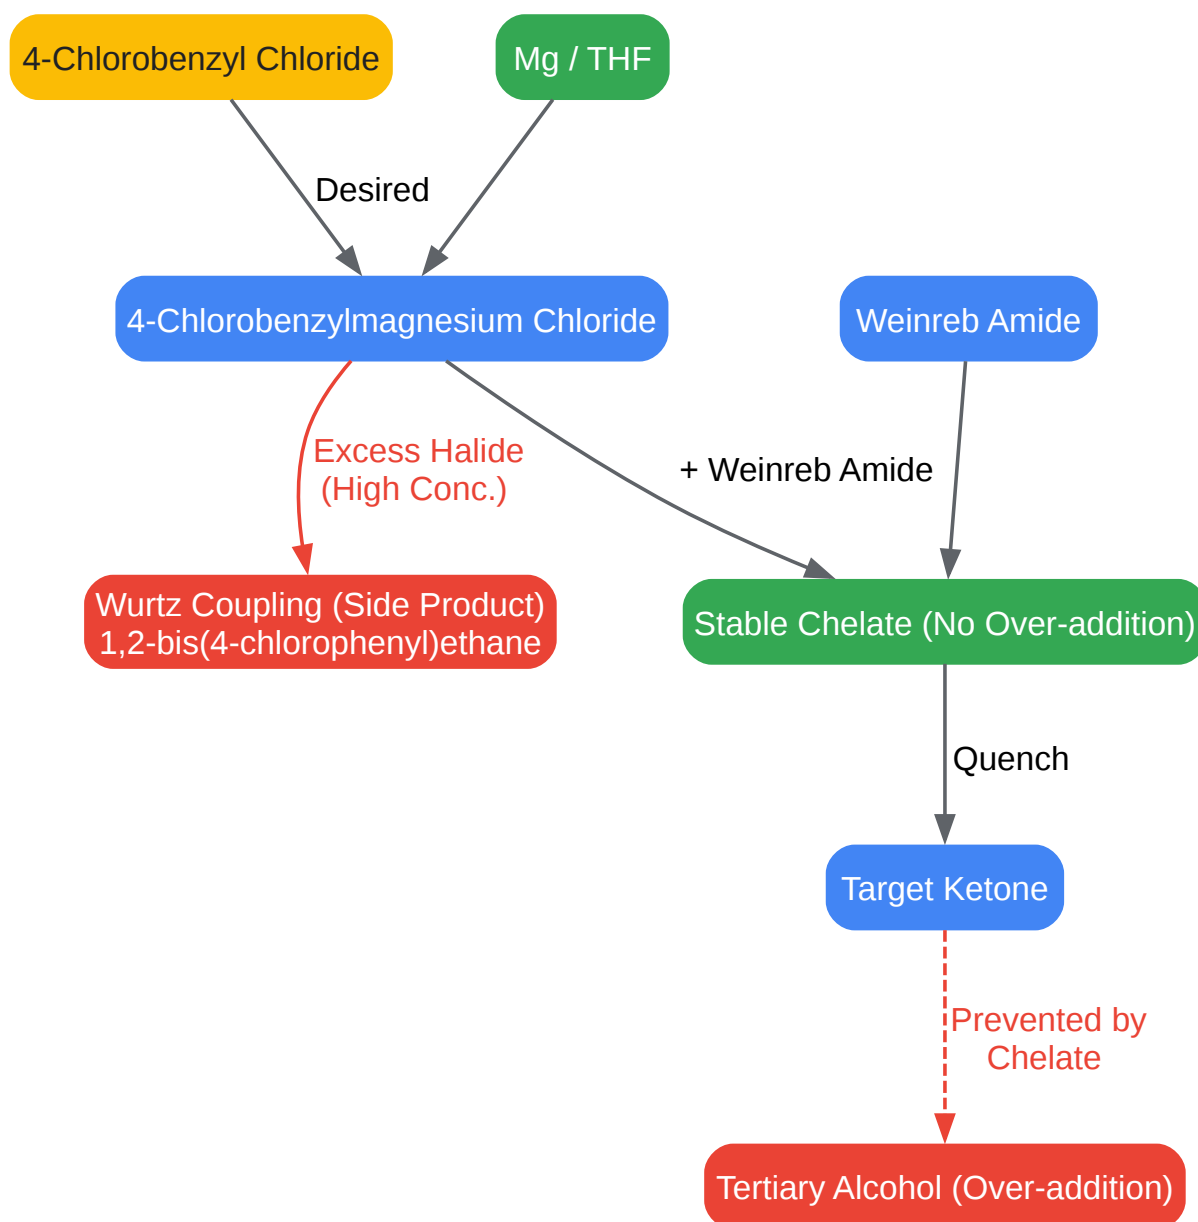 4-Chlorobenzyl Chloride
Mg / THF
Desired
4-Chlorobenzylmagnesium Chloride
Weinreb Amide
Excess Halide
(High Conc.)
+ Weinreb Amide
Wurtz Coupling (Side Product)
1,2-bis(4-chlorophenyl)ethane
Stable Chelate (No Over-addition)
Quench
Target Ketone
Prevented by
Chelate
Tertiary Alcohol (Over-addition)